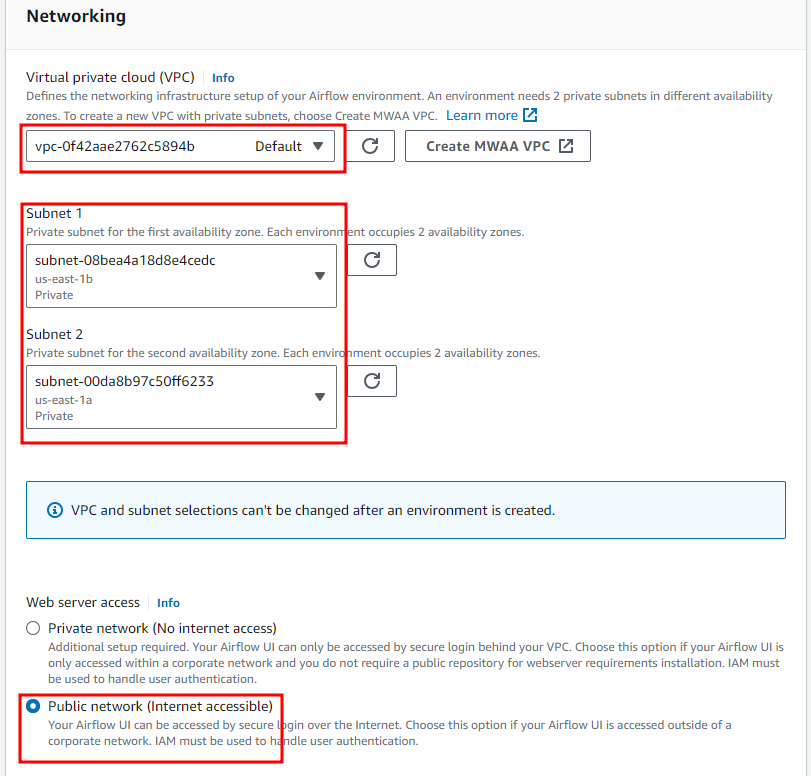 Networking
Virtual private cloud (VPC) Info
Defines the networking infrastructure setup of your Airflow environment. An environment needs 2 private subnets in different availability
zones. To create a new VPC with private subnets, choose Create MWAA VPC. Learn more
vpc-0f42aae2762c5894b Default Create MWAA VPC
Subnet 1
Private subnet for the first availability zone. Each environment occupies 2 availability zones.
subnet-08bea4a18d8e4cedc
us-east-1b
Private
Subnet 2
Private subnet for the second availability zone. Each environment occupies 2 availability zones.
subnet-00da8b97c50ff6233
us-east-1a
Private
VPC and subnet selections can't be changed after an environment is created.
Web server access Info
Private network (No internet access)
Additional setup required. Your Airflow UI can only be accessed by secure login behind your VPC. Choose this option if your Airflow UI is
only accessed within a corporate network and you do not require a public repository for webserver requirements installation. IAM must
be used to handle user authentication.
Public network (Internet accessible)
Your Airflow UI can be accessed by secure login over the Internet. Choose this option if your Airflow UI is accessed outside of a
corporate network. IAM must be used to handle user authentication.